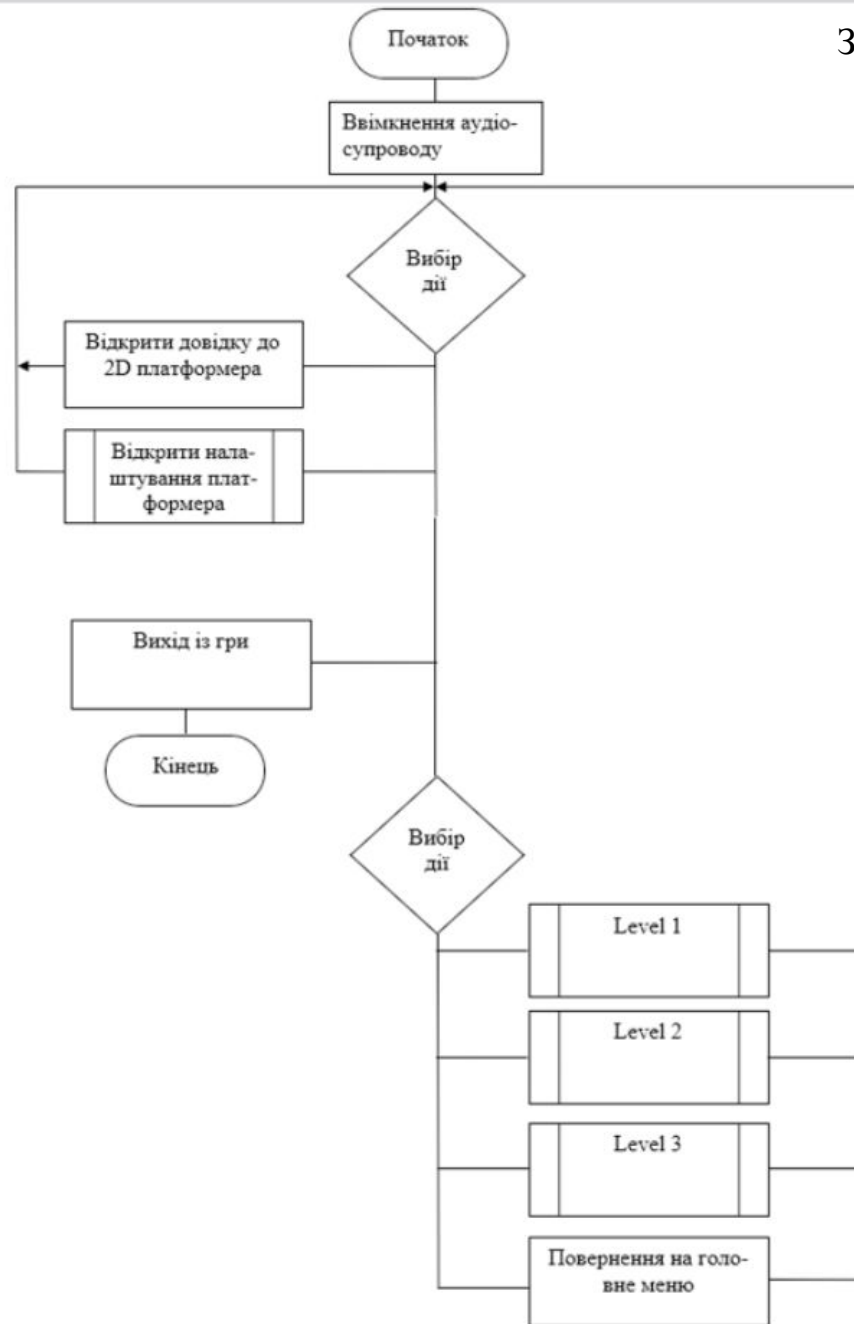 Початок
З
Ввімкнення аудіо-
супроводу
Вибір
дії
Відкрити довідку до
2D платформера
Відкрити нала-
штування плат-
формера
Вихід із гри
Кінець
Вибір
дії
Level 1
Level 2
Level 3
Повернення на голо-
вне меню